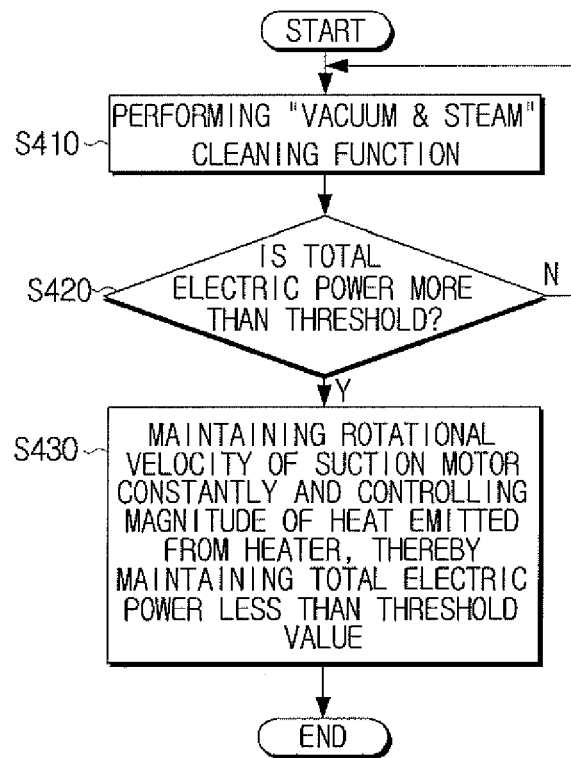 START
PERFORMING "VACUUM & STEAM"
S410
CLEANING FUNCTION
IS TOTAL
S420
ELECTRIC POWER MORE
N
THAN THRESHOLD?
Y
S430
MAINTAINING ROTATIONAL
VELOCITY OF SUCTION MOTOR
CONSTANTLY AND CONTROLLING
MAGNITUDE OF HEAT EMITTED
FROM HEATER, THEREBY
MAINTAINING TOTAL ELECTRIC
POWER LESS THAN THRESHOLD
VALUE
END